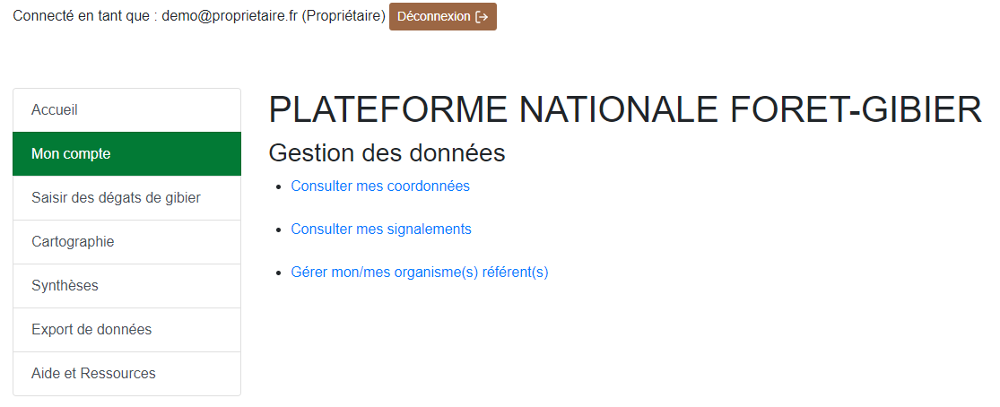 Connecté en tant que : demo@proprietaire.fr (Propriétaire) Déconnexion
Accueil
Mon compte
Saisir des dégats de gibier
Cartographie
Synthèses
Export de données
Aide et Ressources
PLATEFORME NATIONALE FORET-GIBIER
Gestion des données
Consulter mes coordonnées
Consulter mes signalements
Gérer mon/mes organisme(s) référent(s)